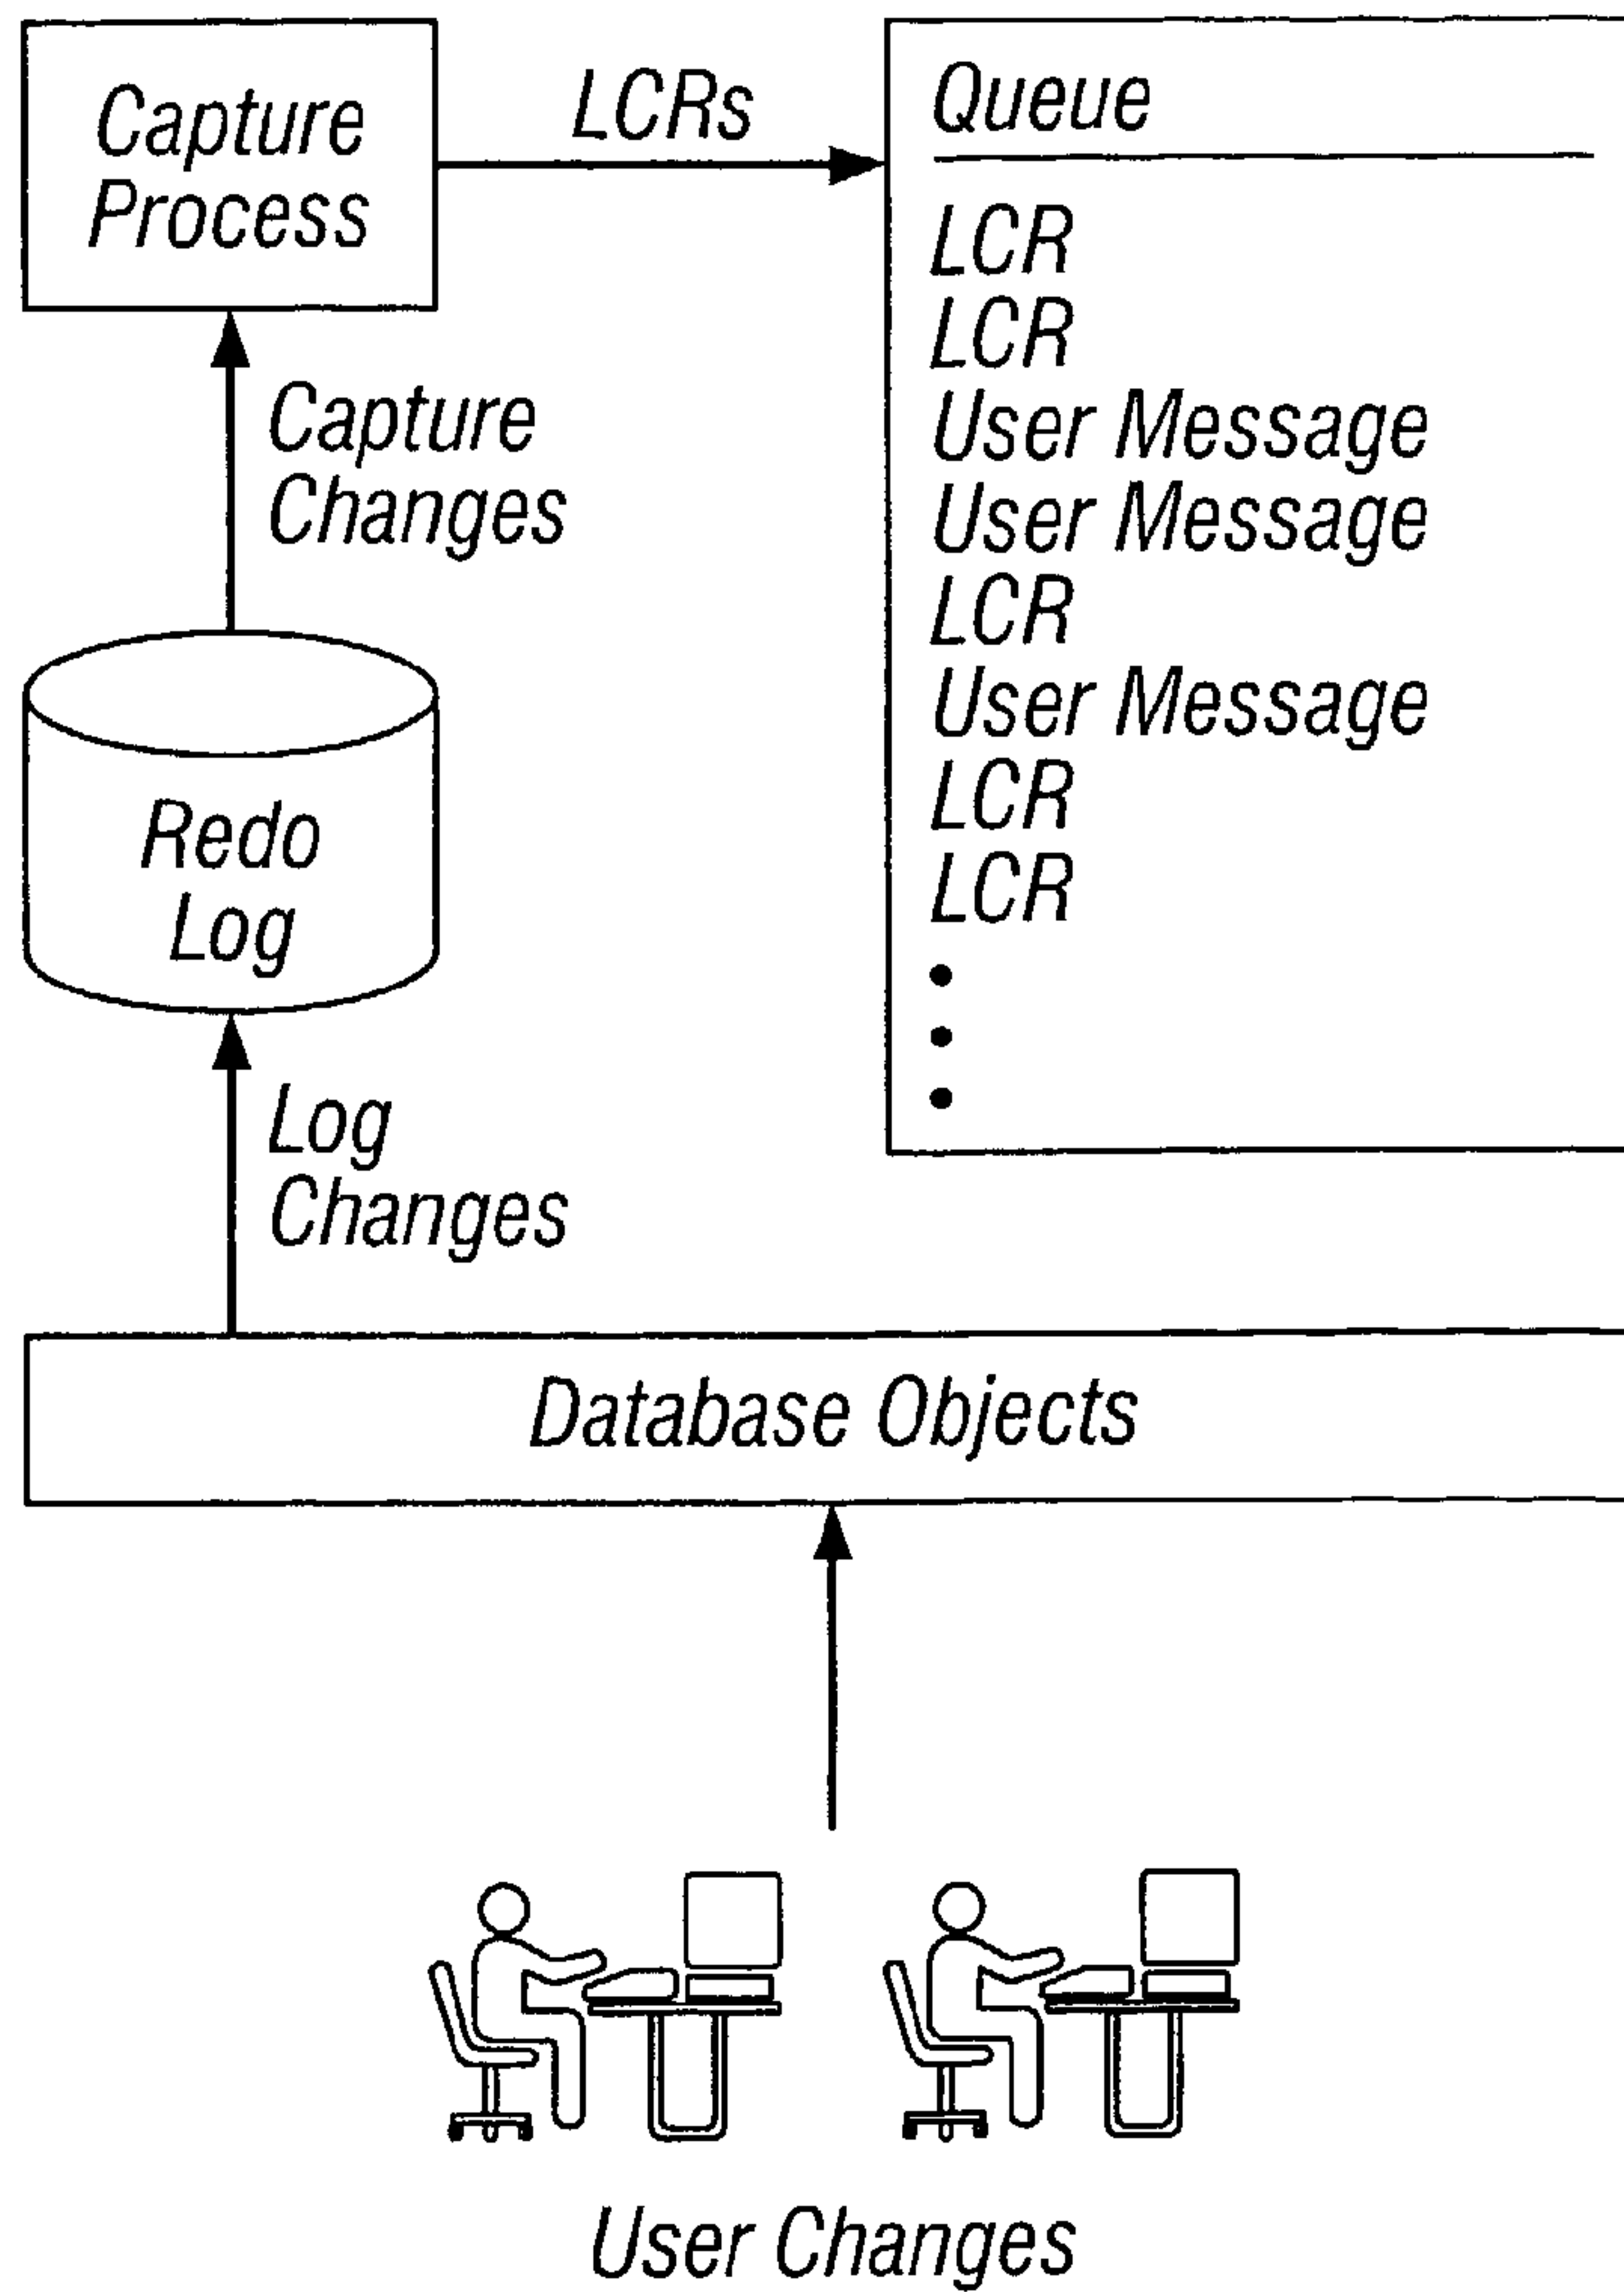 Capture
Process
LCRs
Queue
LCR
LCR
User Message
User Message
LCR
User Message
LCR
LCR
Capture
Changes
Redo
Log
Log
Changes
Database Objects
User Changes